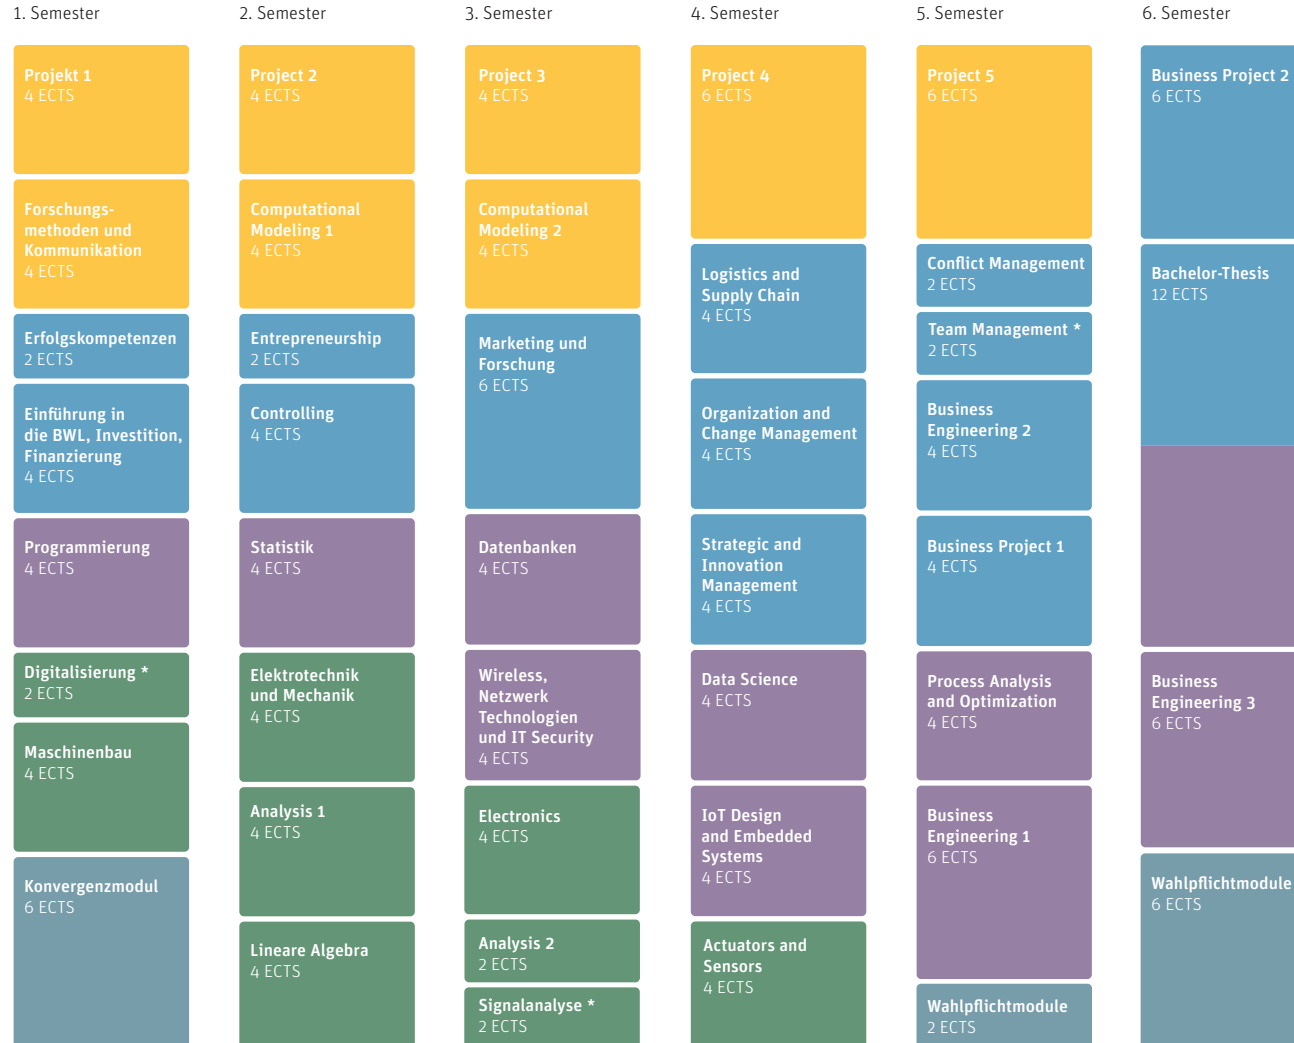 1. Semester
Projekt 1
4 ECTS
Forschungs-
methoden und
Kommunikation
4 ECTS
Erfolgskompetenzen
2 ECTS
Einführung in
die BWL, Investition,
Finanzierung
4 ECTS
Programmierung
4 ECTS
Digitalisierung *
2 ECTS
Maschinenbau
4 ECTS
Konvergenzmodul
6 ECTS
2. Semester
Project 2
4 ECTS
Computational
Modeling 1
4 ECTS
Entrepreneurship
2 ECTS
Controlling
4 ECTS
Statistik
4 ECTS
Elektrotechnik
und Mechanik
4 ECTS
Analysis 1
4 ECTS
Lineare Algebra
4 ECTS
3. Semester
Project 3
4 ECTS
Computational
Modeling 2
4 ECTS
Marketing und
Forschung
6 ECTS
Datenbanken
4 ECTS
Wireless,
Netzwerk
Technologien
und IT Security
4 ECTS
Electronics
4 ECTS
Analysis 2
2 ECTS
Signalanalyse *
2 ECTS
4. Semester
Project 4
6 ECTS
Logistics and
Supply Chain
4 ECTS
Organization and
Change Management
4 ECTS
Strategic and
Innovation
Management
4 ECTS
Data Science
4 ECTS
IoT Design
and Embedded
Systems
4 ECTS
Actuators and
Sensors
4 ECTS
5. Semester
Project 5
6 ECTS
Conflict Management
2 ECTS
Team Management *
2 ECTS
Business
Engineering 2
4 ECTS
Business Project 1
4 ECTS
Process Analysis
and Optimization
4 ECTS
Business
Engineering 1
6 ECTS
Wahlpflichtmodule
2 ECTS
6. Semester
Business Project 2
6 ECTS
Bachelor-Thesis
12 ECTS
Business
Engineering 3
6 ECTS
Wahlpflichtmodule
6 ECTS